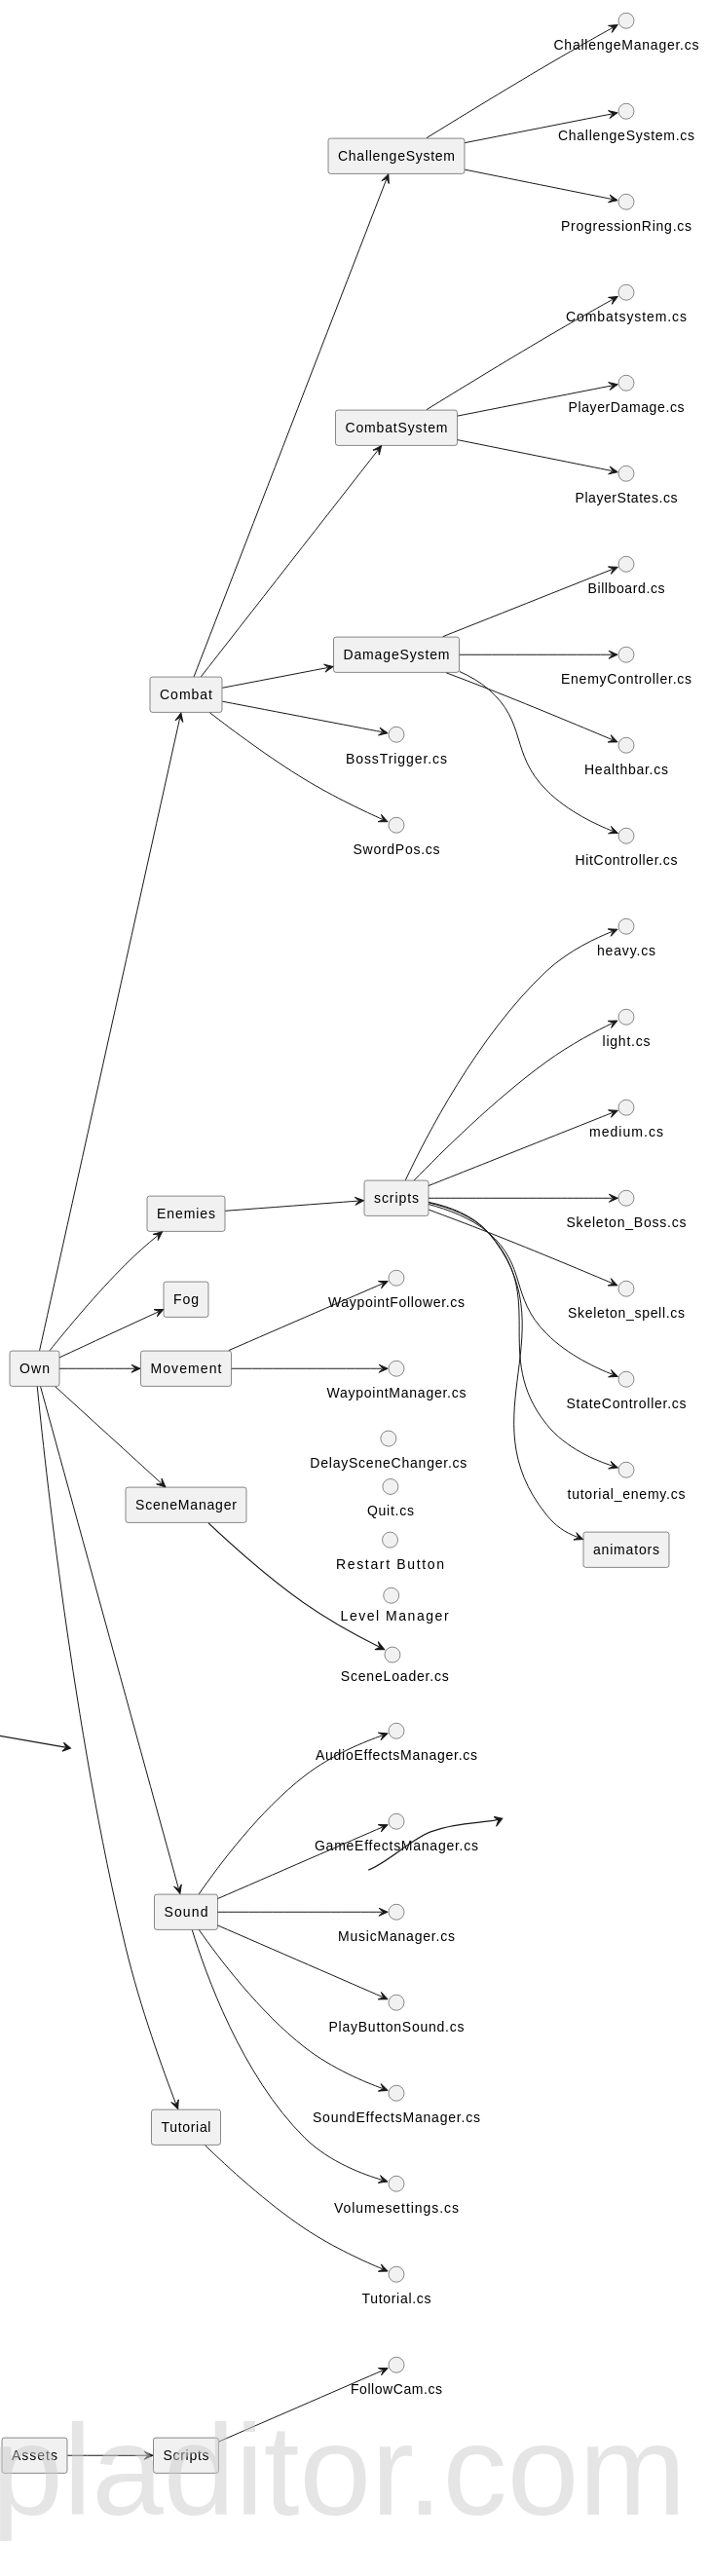 ChallengeManager.cs
ChallengeSystem.cs
ChallengeSystem
ProgressionRing.cs
Combatsystem.cs
PlayerDamage.cs
CombatSystem
PlayerStates.cs
Billboard.cs
DamageSystem
EnemyController.cs
Combat
BossTrigger.cs
Healthbar.cs
SwordPos.cs
HitController.cs
heavy.cs
light.cs
medium.cs
scripts
Enemies
Skeleton_Boss.cs
Fog
WaypointFollower.cs
Skeleton_spell.cs
Own
Movement
WaypointManager.cs
StateController.cs
DelaySceneChanger.cs
SceneManager
Quit.cs
tutorial_enemy.cs
animators
Restart Button
Level Manager
SceneLoader.cs
AudioEffectsManager.cs
GameEffectsManager.cs
Sound
MusicManager.cs
PlayButtonSound.cs
SoundEffectsManager.cs
Tutorial
Volumesettings.cs
Tutorial.cs
FollowCam.cs
Assets
Scripts
pladitor.com